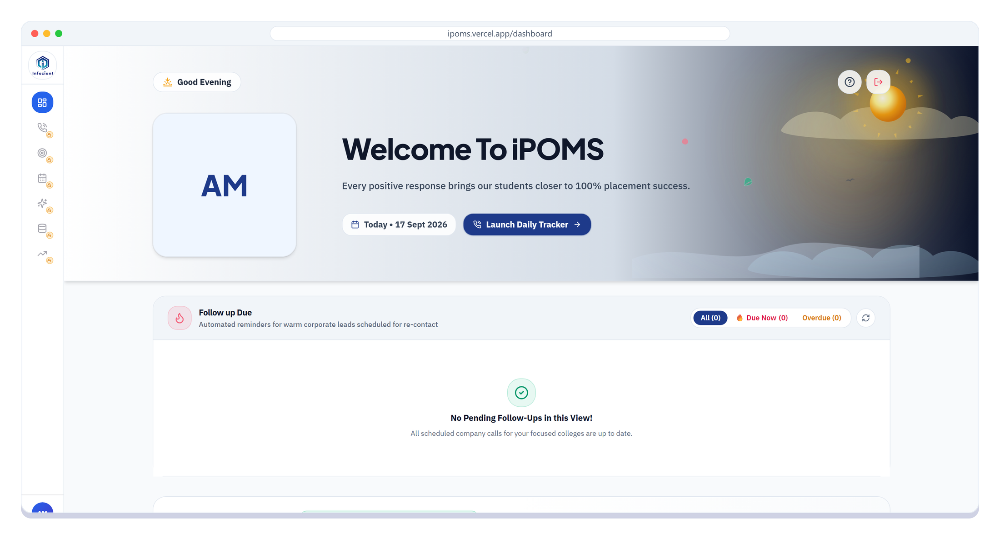 ipoms.vercel.app/dashboard
Infoziant
Good Evening
AM
Welcome To iPOMS
Every positive response brings our students closer to 100% placement success.
Today • 17 Sept 2026
Launch Daily Tracker
Follow up Due
Automated reminders for warm corporate leads scheduled for re-contact
All (0)
Due Now (0)
Overdue (0)
No Pending Follow-Ups in this View!
All scheduled company calls for your focused colleges are up to date.